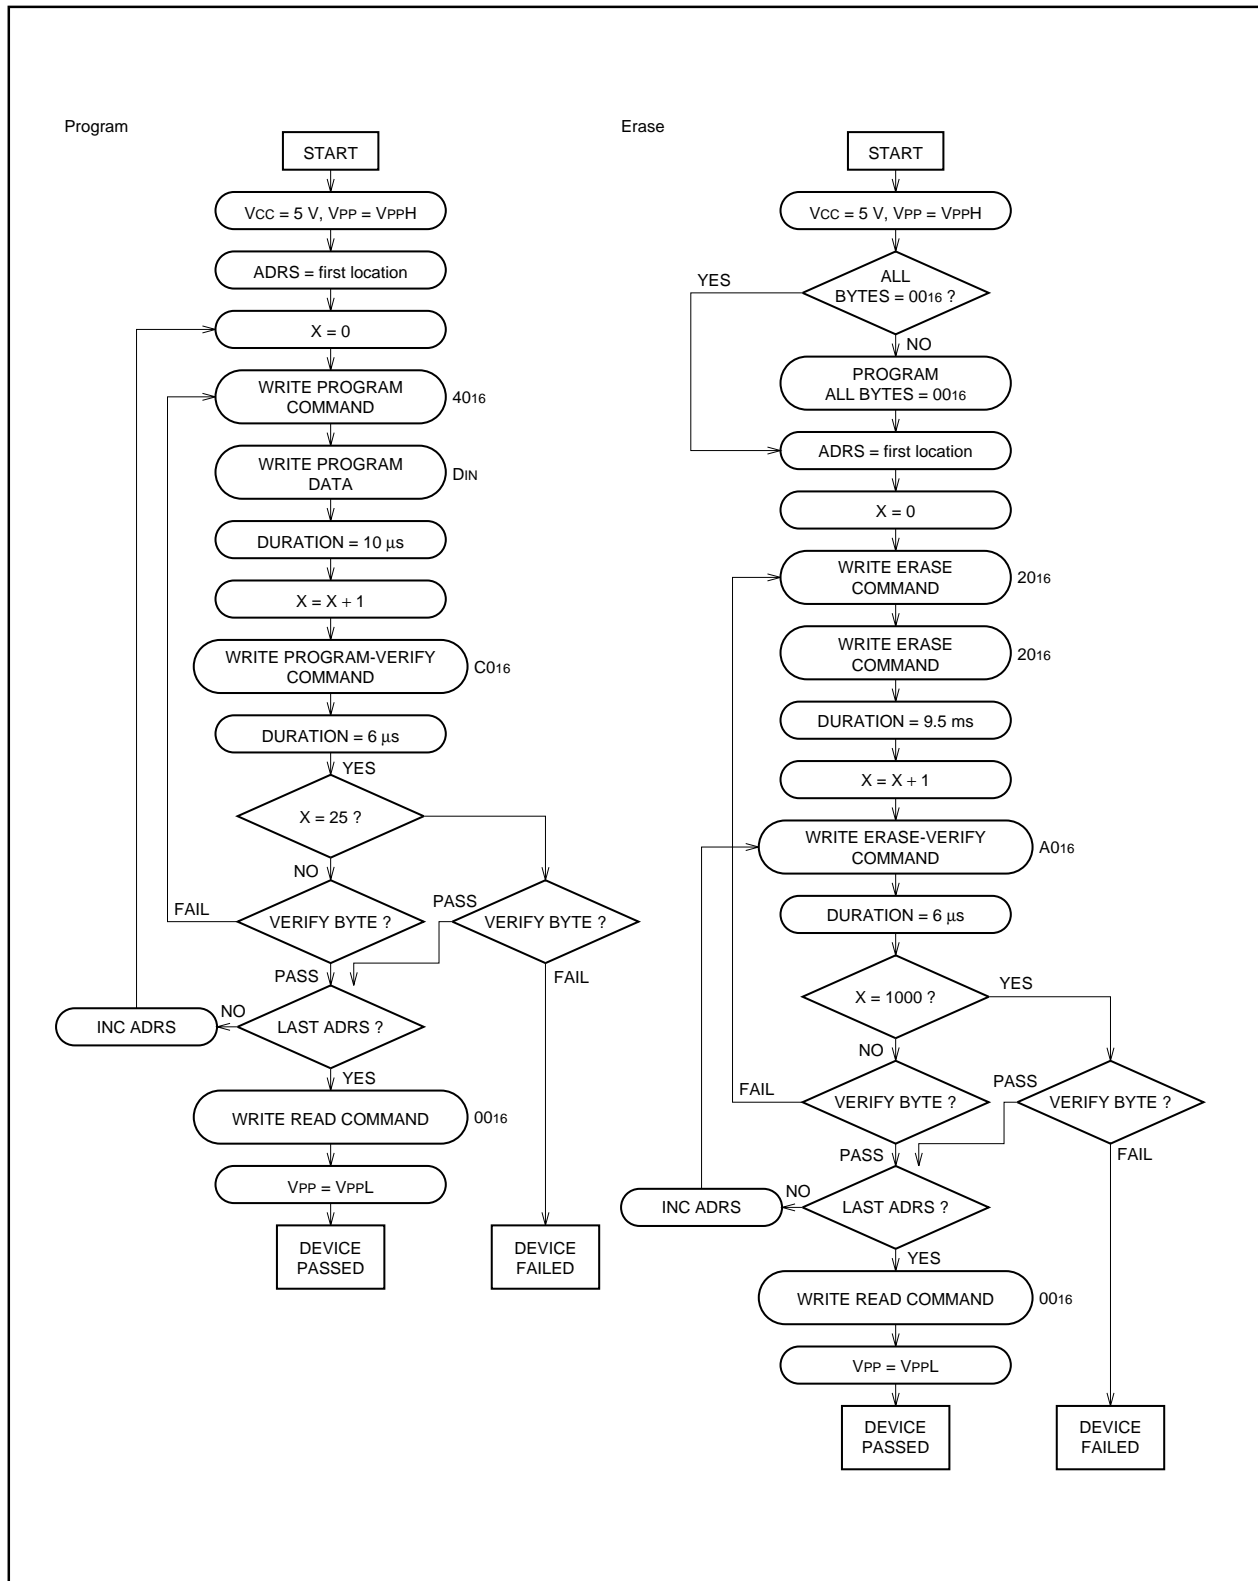 Program
START
VCC = 5 V, VPP = VPPH
ADRS = first location
X = 0
WRITE PROGRAM
COMMAND
4016
WRITE PROGRAM
DATA
DIN
DURATION = 10 µs
X = X + 1
WRITE PROGRAM-VERIFY
COMMAND
C016
DURATION = 6 µs
YES
X = 25 ?
NO
FAIL
VERIFY BYTE ?
PASS
VERIFY BYTE ?
PASS
FAIL
INC ADRS
NO
LAST ADRS ?
YES
WRITE READ COMMAND
0016
VPP = VPPL
DEVICE
PASSED
DEVICE
FAILED
Erase
START
VCC = 5 V, VPP = VPPH
YES
ALL
BYTES = 0016 ?
NO
PROGRAM
ALL BYTES = 0016
ADRS = first location
X = 0
WRITE ERASE
COMMAND
2016
WRITE ERASE
COMMAND
2016
DURATION = 9.5 ms
X = X + 1
WRITE ERASE-VERIFY
COMMAND
A016
DURATION = 6 µs
X = 1000 ?
YES
NO
FAIL
VERIFY BYTE ?
PASS
VERIFY BYTE ?
PASS
FAIL
INC ADRS
NO
LAST ADRS ?
YES
WRITE READ COMMAND
0016
VPP = VPPL
DEVICE
PASSED
DEVICE
FAILED